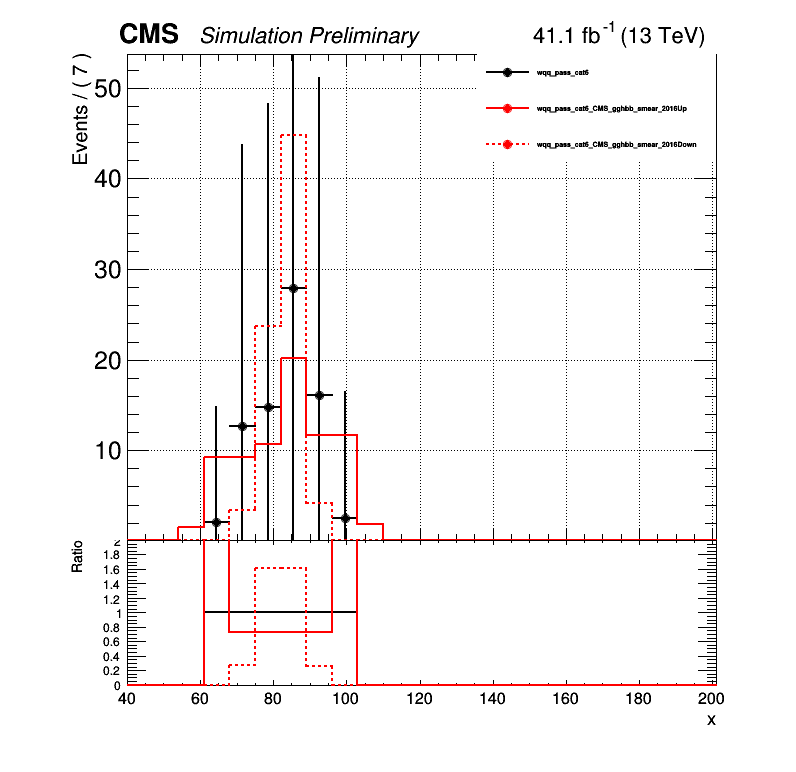 CMS Simulation Preliminary 41.1 fb-1 (13 TeV)
Events / ( 7 )
50
40
30
20
10
wqq_pass_cat6
wqq_pass_cat6_CMS_gghbb_smear_2016Up
wqq_pass_cat6_CMS_gghbb_smear_2016Down
Ratio
2
1.8
1.6
1.4
1.2
1
0.8
0.6
0.4
0.2
0
40 60 80 100 120 140 160 180 200
x